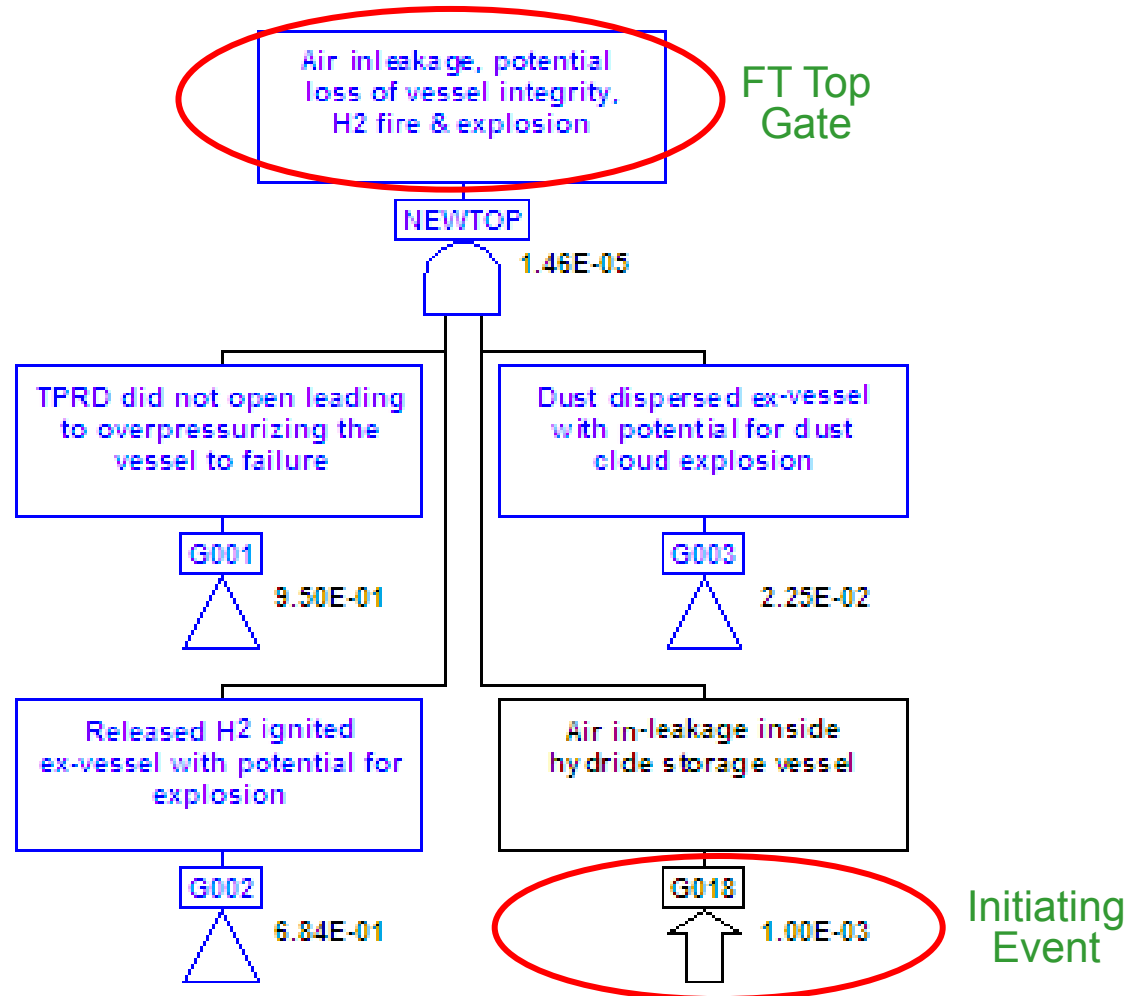 Air inleakage, potential
loss of vessel integrity,
H2 fire & explosion
FT Top
Gate
NEWTOP
1.46E-05
TPRD did not open leading
to overpressurizing the
vessel to failure
G001
9.50E-01
Dust dispersed ex-vessel
with potential for dust
cloud explosion
G003
2.25E-02
Released H2 ignited
ex-vessel with potential for
explosion
G002
6.84E-01
Air in-leakage inside
hydride storage vessel
G018
1.00E-03
Initiating
Event